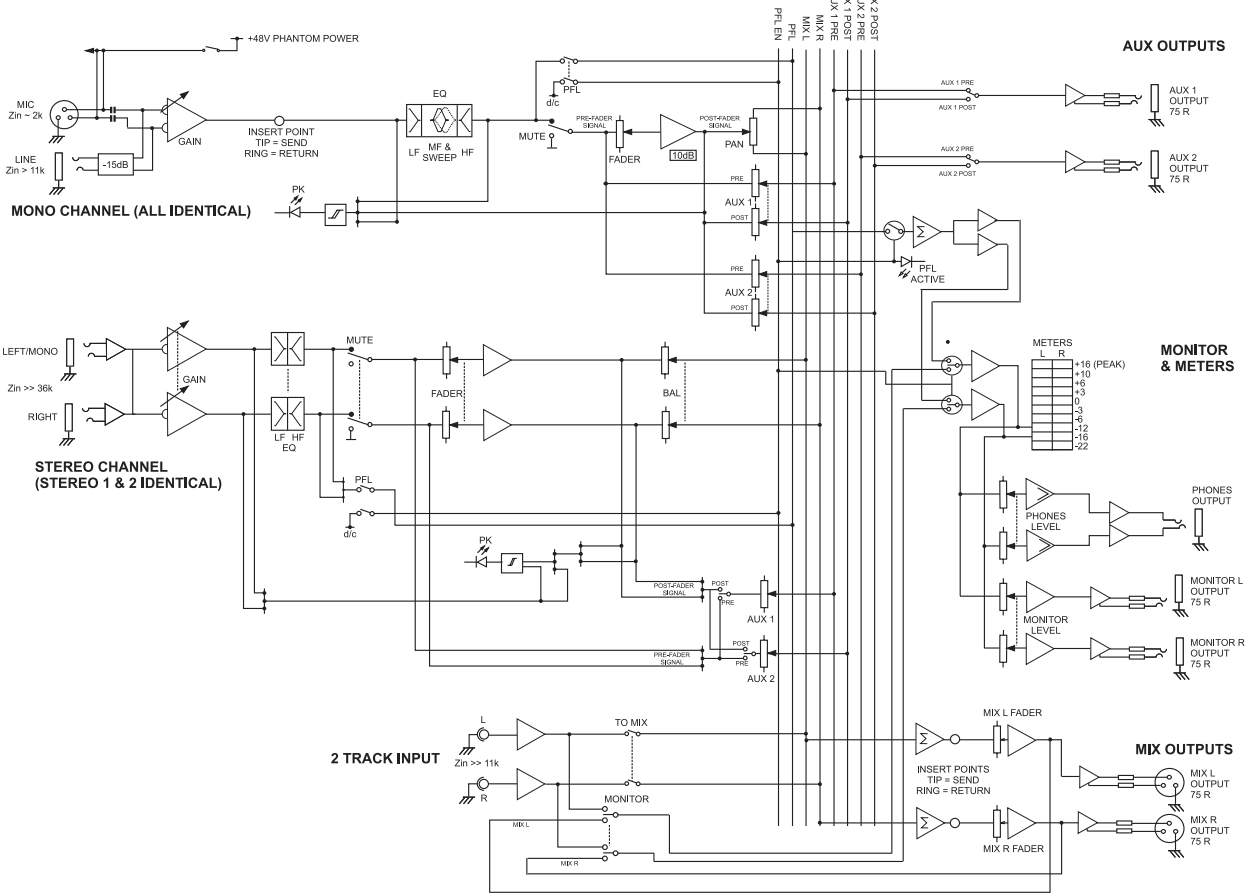 PFL EN
PFL
MIX L
MIX R
AUX 1 PRE
X 1 POST
UX 2 PRE
X 2 POST
AUX OUTPUTS
+48V PHANTOM POWER
MIC
Zin ~ 2k
GAIN
INSERT POINT
TIP = SEND
RING = RETURN
LINE
Zin > 11k
-15dB
EQ
LF
MF &
SWEEP
HF
d/c
PFL
MUTE
PRE-FADER
SIGNAL
FADER
10dB
POST-FADER
SIGNAL
PAN
PRE
AUX 1
POST
PRE
AUX 2
POST
PK
MONO CHANNEL (ALL IDENTICAL)
AUX 1 PRE
AUX 1 POST
AUX 1
OUTPUT
75 R
AUX 2 PRE
AUX 2 POST
AUX 2
OUTPUT
75 R
Σ
PFL
ACTIVE
LEFT/MONO
Zin >> 36k
RIGHT
GAIN
LF HF
EQ
MUTE
FADER
BAL
STEREO CHANNEL
(STEREO 1 & 2 IDENTICAL)
PFL
d/c
PK
POST-FADER
SIGNAL
POST
PRE
AUX 1
PRE-FADER
SIGNAL
POST
PRE
AUX 2
METERS
L R
+16 (PEAK)
+10
+6
+3
0
-3
-6
-12
-16
-22
MONITOR
& METERS
PHONES
LEVEL
PHONES
OUTPUT
MONITOR
LEVEL
MONITOR L
OUTPUT
75 R
MONITOR R
OUTPUT
75 R
2 TRACK INPUT
L
Zin >> 11k
R
TO MIX
MONITOR
MIX L
MIX R
Σ
INSERT POINTS
TIP = SEND
RING = RETURN
Σ
MIX L FADER
MIX R FADER
MIX OUTPUTS
MIX L
OUTPUT
75 R
MIX R
OUTPUT
75 R